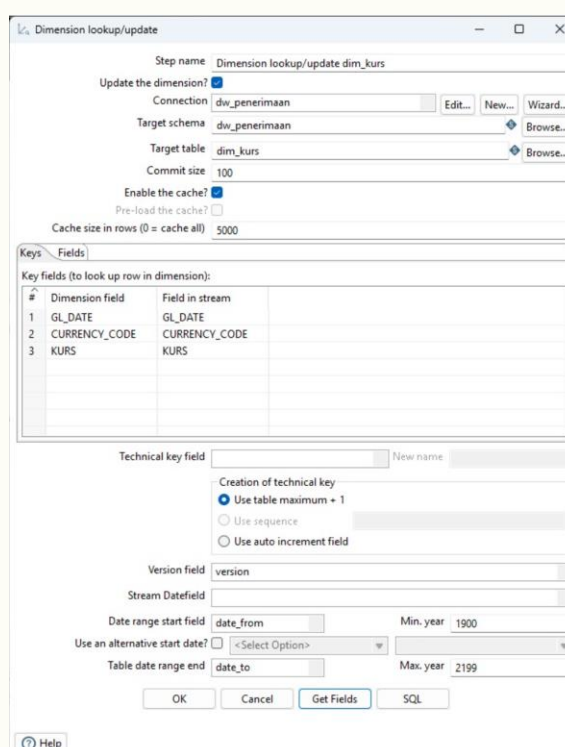 Dimension lookup/update
Step name Dimension lookup/update dim_kurs
Update the dimension?
Connection dw_penerimaan Edit... New... Wizard..
Target schema dw_penerimaan Browse..
Target table dim_kurs Browse..
Commit size 100
Enable the cache?
Pre-load the cache?
Cache size in rows (0 = cache all) 5000
Keys Fields
Key fields (to look up row in dimension):
# Dimension field Field in stream
1 GL_DATE GL_DATE
2 CURRENCY_CODE CURRENCY_CODE
3 KURS KURS
Technical key field New name
Creation of technical key
Use table maximum + 1
Use sequence
Use auto increment field
Version field version
Stream Datefield
Date range start field date_from Min. year 1900
Use an alternative start date? <Select Option>
Table date range end date_to Max. year 2199
OK Cancel Get Fields SQL
Help